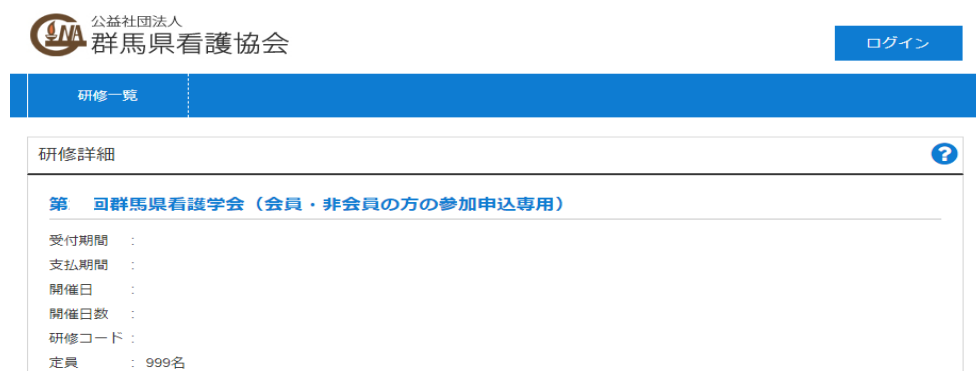 公益社団法人
群馬県看護協会
ログイン
研修一覧
研修詳細
?
第　回群馬県看護学会（会員・非会員の方の参加申込専用）
受付期間 :
支払期間 :
開催日 :
開催日数 :
研修コード :
定員 : 999名